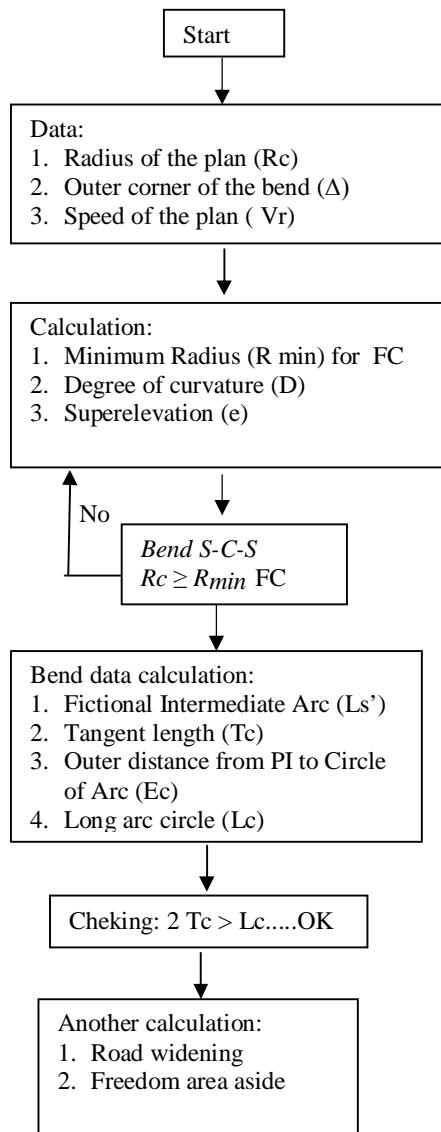 Start
Data:
1. Radius of the plan (Rc)
2. Outer corner of the bend (Δ)
3. Speed of the plan ( Vr)
Calculation:
1. Minimum Radius (R min) for FC
2. Degree of curvature (D)
3. Superelevation (e)
No
Bend S-C-S
Rc ≥ Rmin FC
Bend data calculation:
1. Fictional Intermediate Arc (Ls’)
2. Tangent length (Tc)
3. Outer distance from PI to Circle
of Arc (Ec)
4. Long arc circle (Lc)
Cheking: 2 Tc > Lc.....OK
Another calculation:
1. Road widening
2. Freedom area aside